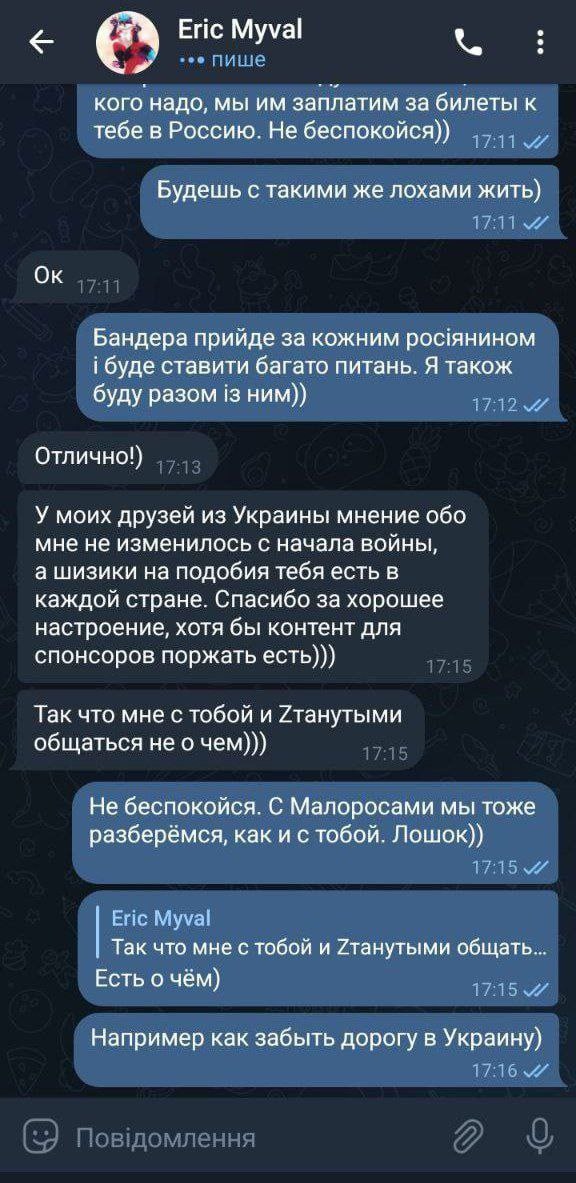 Eric Myval
••• пише
кого надо, мы им заплатим за билеты к
тебе в Россию. Не беспокойся))
17:11
Будешь с такими же лохами жить)
17:11
Ок
17:11
Бандера прийде за кожним росіянином
і буде ставити багато питань. Я також
буду разом із ним))
17:12
Отлично!)
17:13
У моих друзей из Украины мнение обо
мне не изменилось с начала войны,
а шизики на подобия тебя есть в
каждой стране. Спасибо за хорошее
настроение, хотя бы контент для
спонсоров поржать есть)))
17:15
Так что мне с тобой и Zтанутыми
общаться не о чем)))
17:15
Не беспокойся. С Малоросами мы тоже
разберёмся, как и с тобой. Лошок))
17:15
Eric Myval
Так что мне с тобой и Zтанутыми общать...
Есть о чём)
17:15
Например как забыть дорогу в Украину)
17:16
Повідомлення